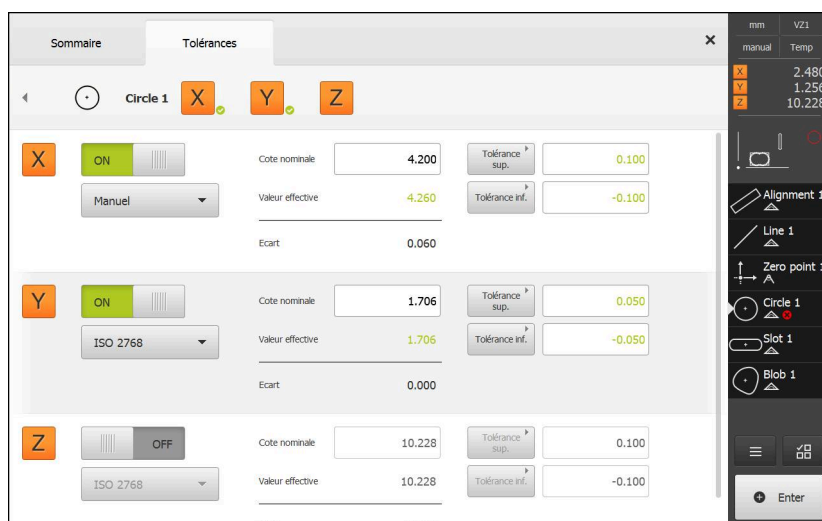 Sommaire
Tolérances
×
Circle 1 X Y Z
X
ON
Manuel
Cote nominale 4.200
Valeur effective 4.260
Ecart 0.060
Tolérance sup. 0.100
Tolérance inf. -0.100
Y
ON
ISO 2768
Cote nominale 1.706
Valeur effective 1.706
Ecart 0.000
Tolérance sup. 0.050
Tolérance inf. -0.050
Z
OFF
ISO 2768
Cote nominale 10.228
Valeur effective 10.228
Tolérance sup. 0.100
Tolérance inf. -0.100
mm VZ1
manual Temp
X 2.480
Y 1.256
Z 10.228
Alignment 1
Line 1
Zero point 1
Circle 1
Slot 1
Blob 1
Enter